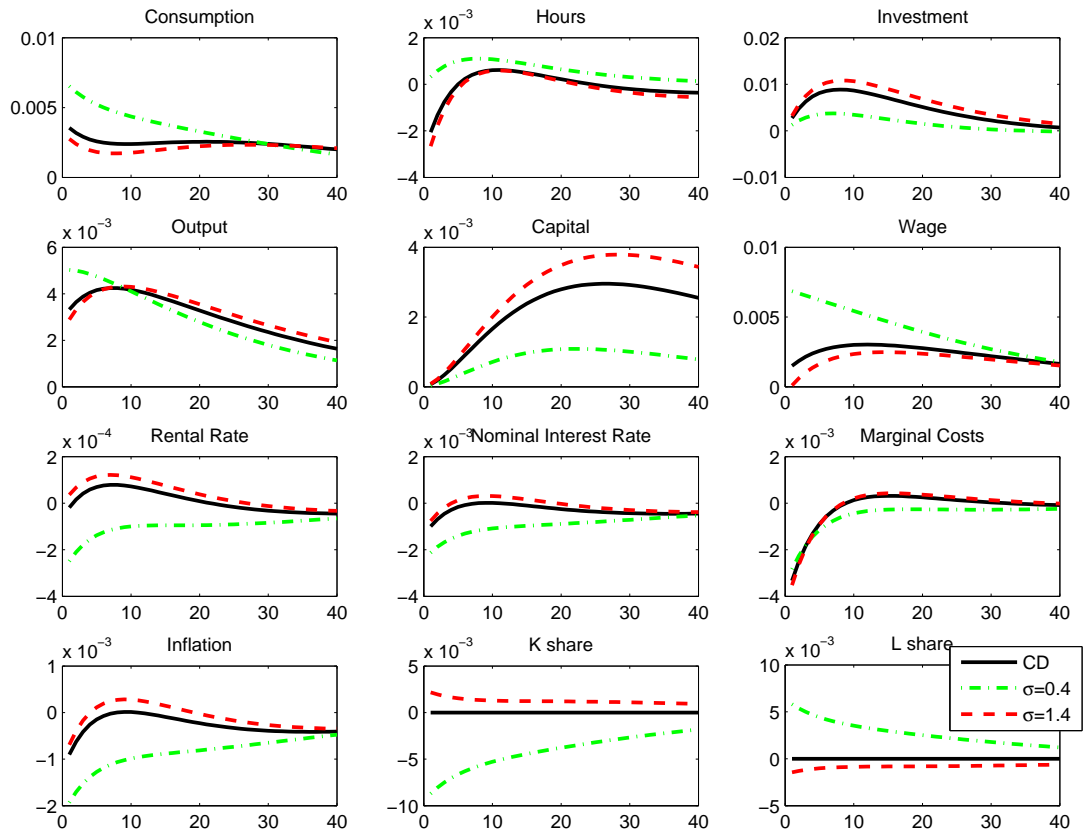 Consumption
Hours
Investment
0.01
0.005
0
0 10 20 30 40
x 10⁻³
2
0
−2
−4
0 10 20 30 40
0.02
0.01
0
−0.01
0 10 20 30 40
Output
Capital
Wage
x 10⁻³
6
4
2
0
0 10 20 30 40
x 10⁻³
4
2
0
0 10 20 30 40
0.01
0.005
0
0 10 20 30 40
Rental Rate
Nominal Interest Rate
Marginal Costs
x 10⁻⁴
2
0
−2
−4
0 10 20 30 40
x 10⁻³
2
0
−2
−4
0 10 20 30 40
x 10⁻³
2
0
−2
−4
0 10 20 30 40
Inflation
K share
L share
x 10⁻³
1
0
−1
−2
0 10 20 30 40
x 10⁻³
5
0
−5
−10
0 10 20 30 40
x 10⁻³
10
5
0
−5
0 10 20 30 40
CD
σ=0.4
σ=1.4